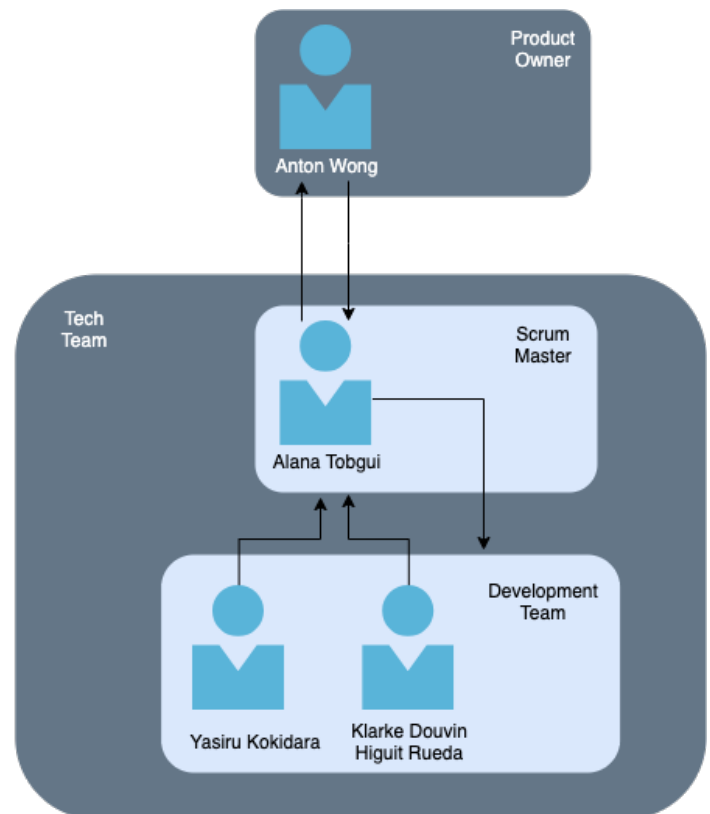 Product
Owner
Anton Wong
Tech
Team
Scrum
Master
Alana Tobgui
Development
Team
Yasiru Kokidara
Klarke Douvin
Higuit Rueda